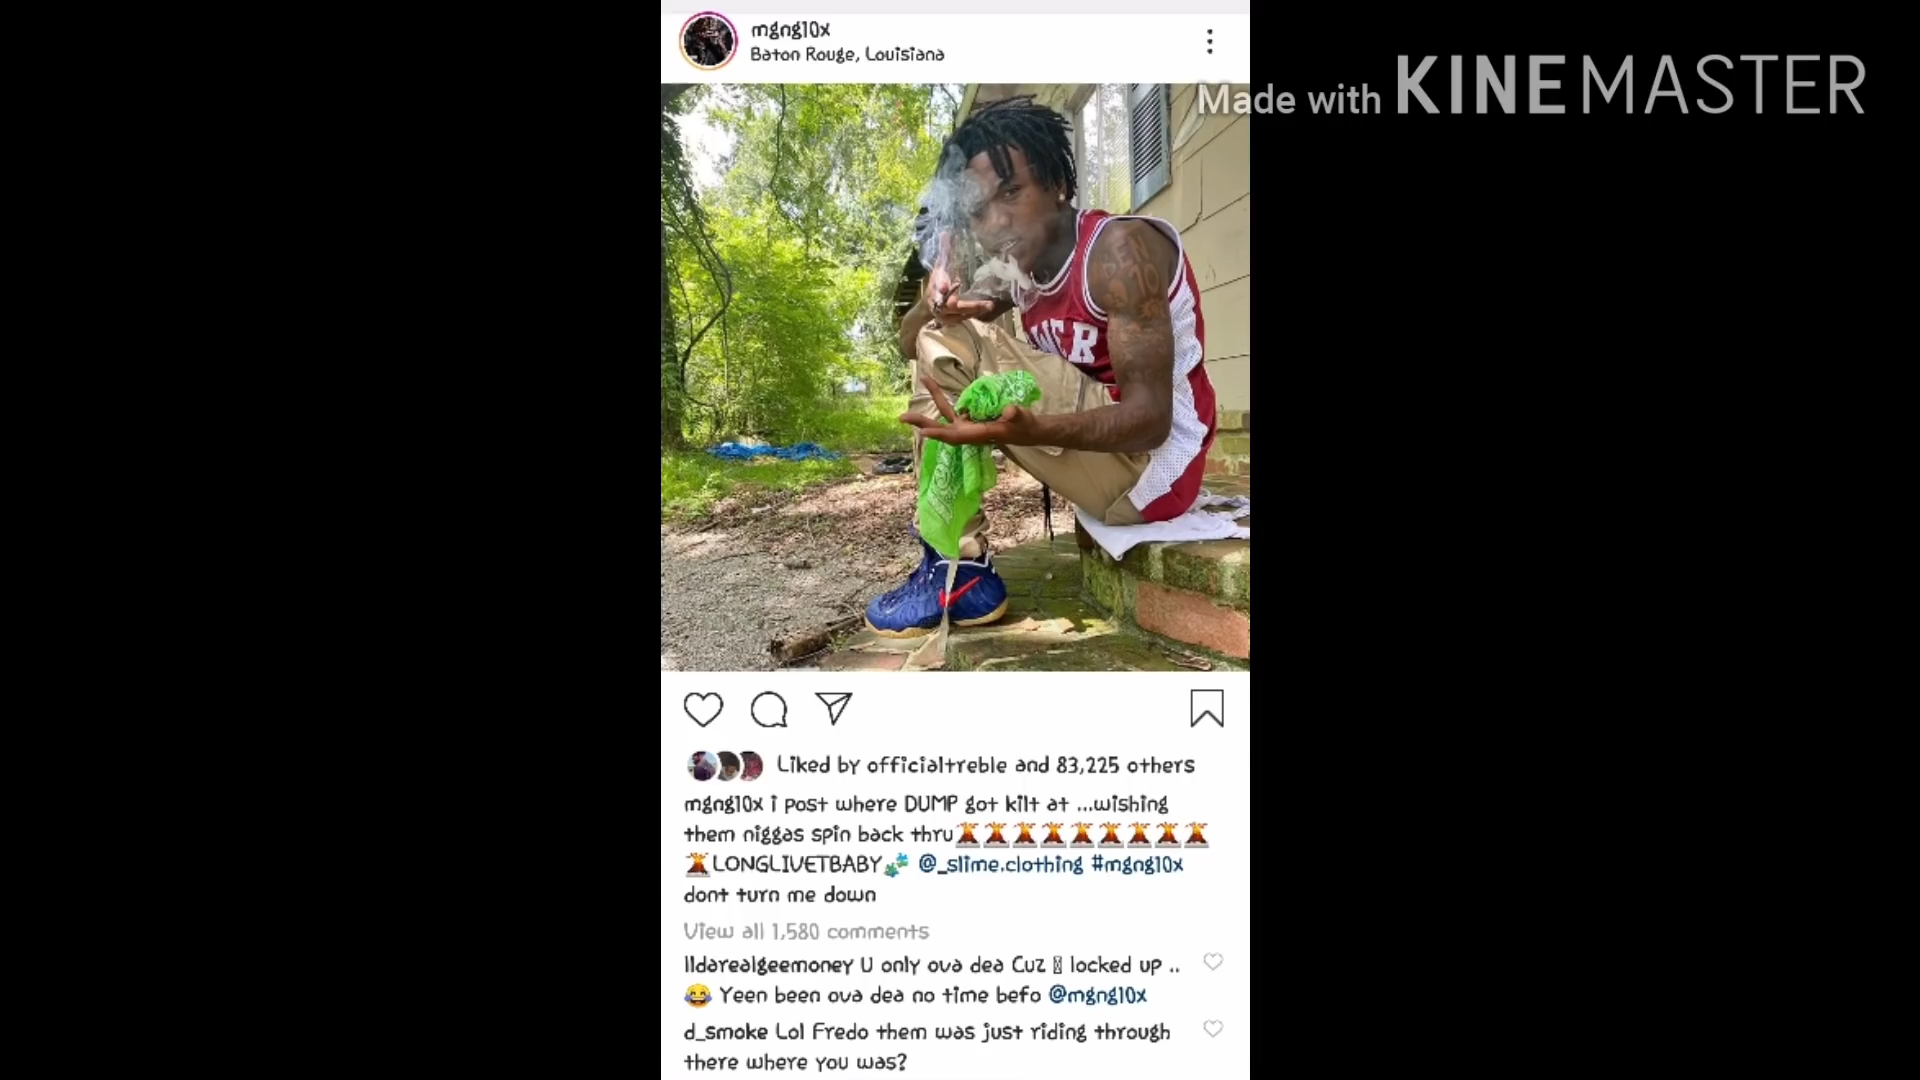 mgng10x
Baton Rouge, Louisiana
Made with KINEMASTER
BEN
10
WER
Liked by officialtreble and 83,225 others
mgng10x i post where DUMP got kilt at ...wishing
them niggas spin back thru🌋🌋🌋🌋🌋🌋🌋🌋🌋
🌋LONGLIVETBABY🧩 @_slime.clothing #mgng10x
dont turn me down
View all 1,580 comments
lldarealgeemoney U only ova dea Cuz ▯ locked up ..
😂 Yeen been ova dea no time befo @mgng10x
d_smoke Lol Fredo them was just riding through
there where you was?